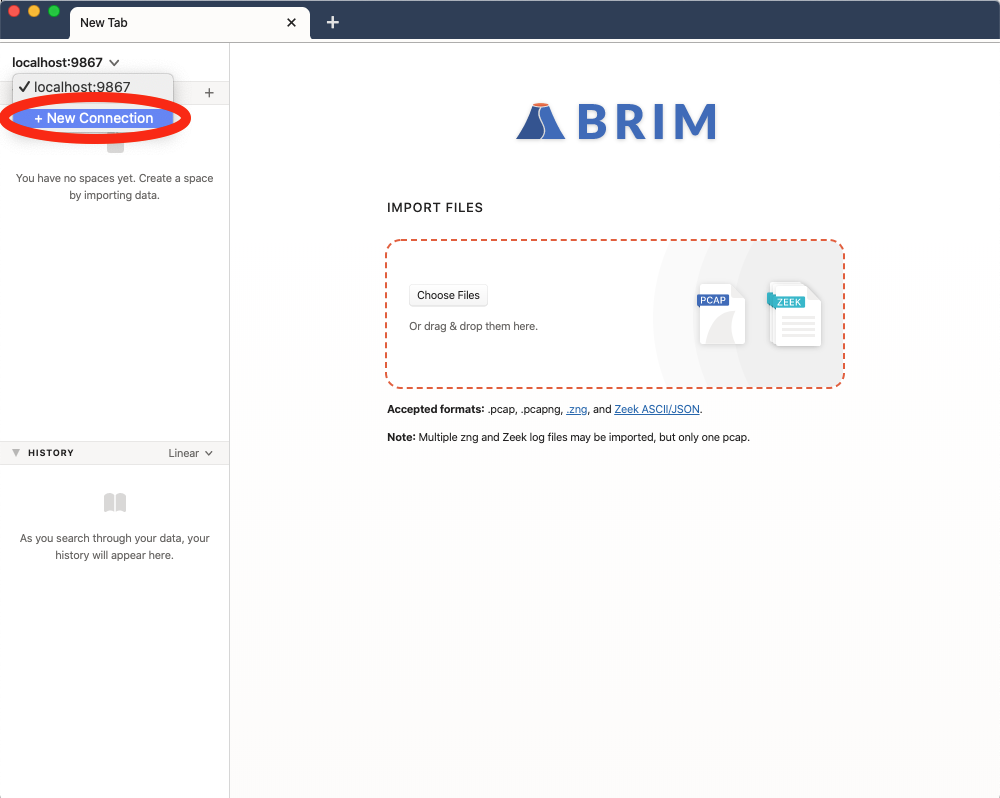 New Tab
localhost:9867
✓ localhost:9867
+ New Connection
+
You have no spaces yet. Create a space
by importing data.
HISTORY
Linear
As you search through your data, your
history will appear here.
BRIM
IMPORT FILES
Choose Files
Or drag & drop them here.
PCAP
ZEEK
Accepted formats: .pcap, .pcapng, .zng, and Zeek ASCII/JSON.
Note: Multiple zng and Zeek log files may be imported, but only one pcap.